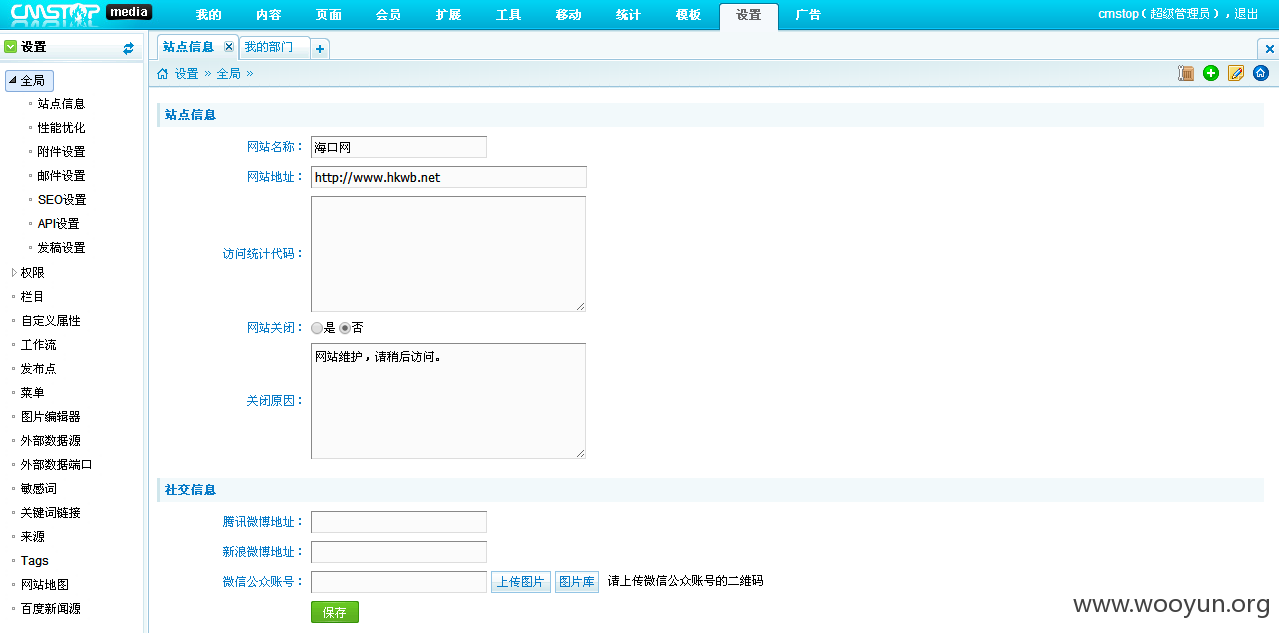 CMSTOP media 我的 内容 页面 会员 扩展 工具 移动 统计 模板 设置 广告 cmstop ( 超级管理员 ) , 退出
设置
站点信息 我的部门
设置 » 全局 »
全局
站点信息
性能优化
附件设置
邮件设置
SEO设置
API设置
发稿设置
权限
栏目
自定义属性
工作流
发布点
菜单
图片编辑器
外部数据源
外部数据端口
敏感词
关键词链接
来源
Tags
网站地图
百度新闻源
站点信息
网站名称： 海口网
网站地址： http://www.hkwb.net
访问统计代码：
网站关闭： 是 否
关闭原因： 网站维护，请稍后访问。
社交信息
腾讯微博地址：
新浪微博地址：
微信公众账号： 上传图片 图片库 请上传微信公众账号的二维码
保存
www.wooyun.org